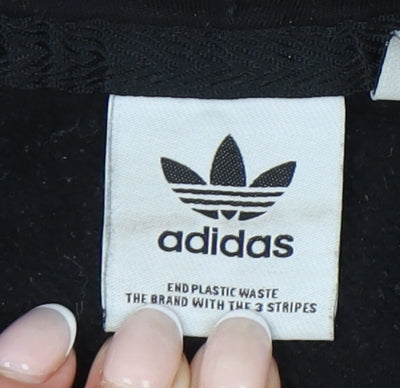 adidas
END PLASTIC WASTE
THE BRAND WITH THE 3 STRIPES